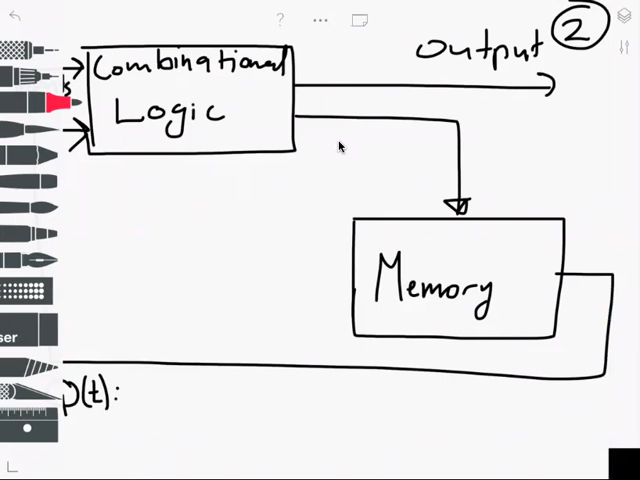 Output 2
Combinational
Logic
Memory
p(t):
ser